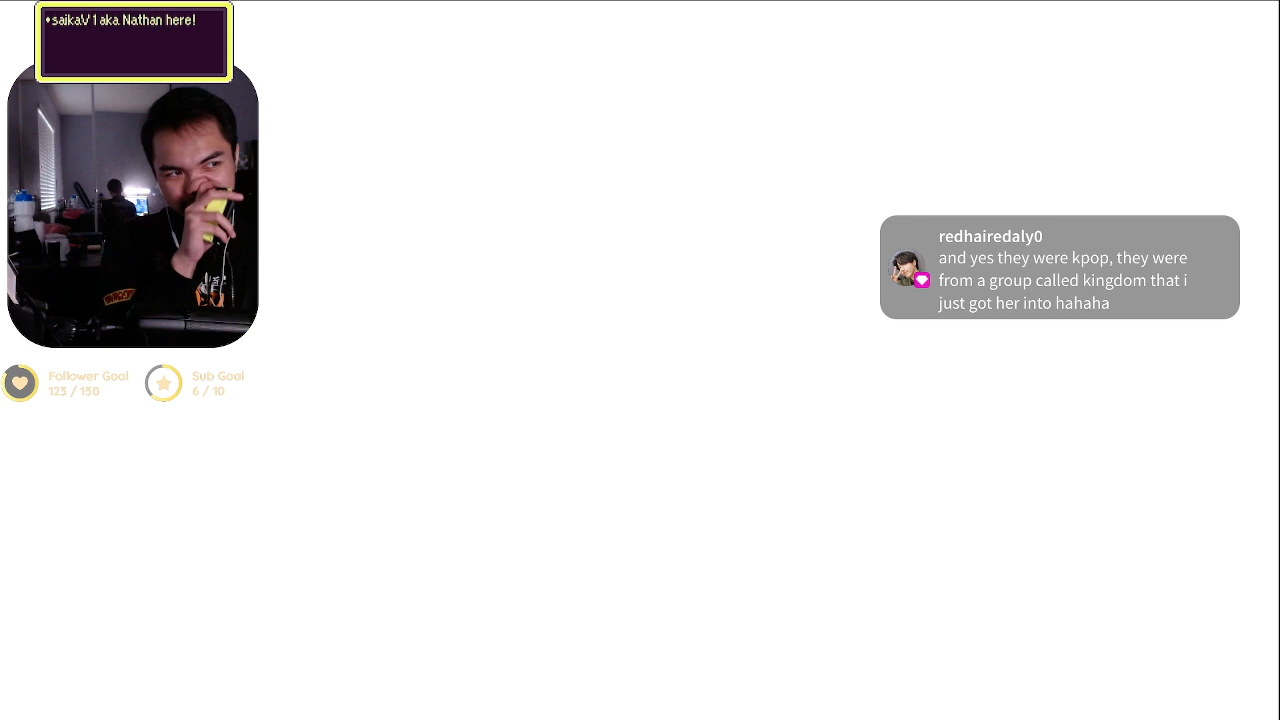 •saikaV1 aka Nathan here!
redhairedaly0
and yes they were kpop, they were
from a group called kingdom that i
just got her into hahaha
Follower Goal
125 / 150
Sub Goal
6 / 10